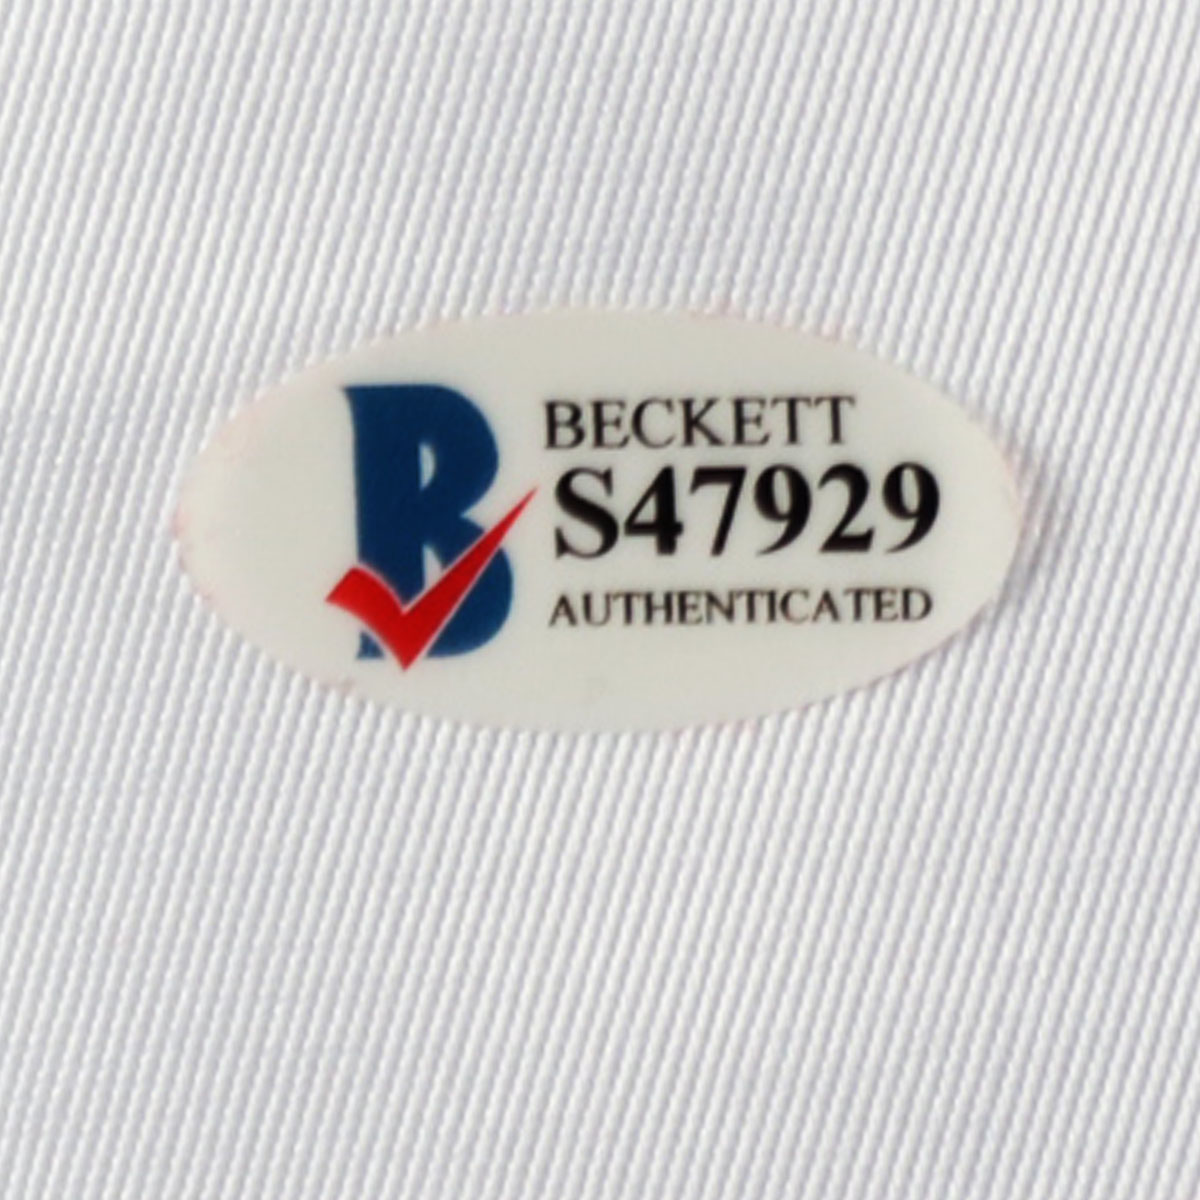 B
BECKETT
S47929
AUTHENTICATED